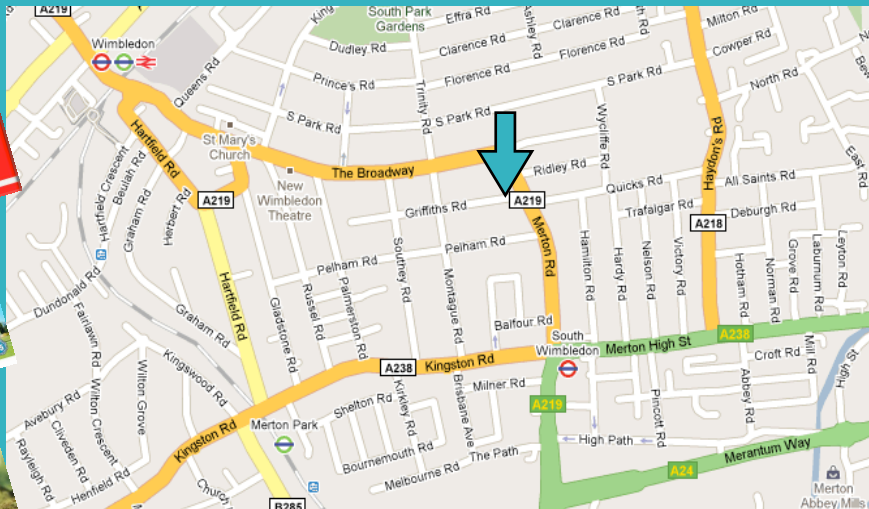 A219
South Park
Gardens
Effra Rd
Clarence Rd
Clarence Rd
Milton Rd
Cowper Rd
Ashley Rd
Wimbledon
Dudley Rd
Florence Rd
Florence Rd
Queens Rd
Prince's Rd
Trinity Rd
S Park Rd
North Rd
S Park Rd
S Park Rd
Hartfield Rd
St Mary's
Church
Wycliffe Rd
Haydon's Rd
East Rd
Hartfield Crescent
Beulah Rd
Graham Rd
Herbert Rd
The Broadway
Ridley Rd
Quicks Rd
All Saints Rd
New
Wimbledon
Theatre
A219
Griffiths Rd
A219
Trafalgar Rd
Deburgh Rd
A218
Merton Rd
Pelham Rd
Pelham Rd
Southey Rd
Montague Rd
Hamilton Rd
Hardy Rd
Nelson Rd
Victory Rd
Hotham Rd
Norman Rd
Grove Rd
Laburnum Rd
Leyton Rd
Dundonald Rd
Hartfield Rd
Gladstone Rd
Russel Rd
Palmerston Rd
Graham Rd
Balfour Rd
South
Wimbledon
Merton High St
A238
Fairlawn Rd
Kingswood Rd
Wilton Grove
Wilton Crescent
A238
Kingston Rd
Croft Rd
Mill Rd
High St
Avebury Rd
Cliveden Rd
Rayleigh Rd
Henfield Rd
Shelton Rd
Kirkley Rd
Brisbane Ave
Milner Rd
A219
Pincott Rd
Abbey Rd
Merton Park
Kingston Rd
Bournemouth Rd
The Path
High Path
Merantum Way
Melbourne Rd
A24
Church
B285
Merton
Abbey Mills